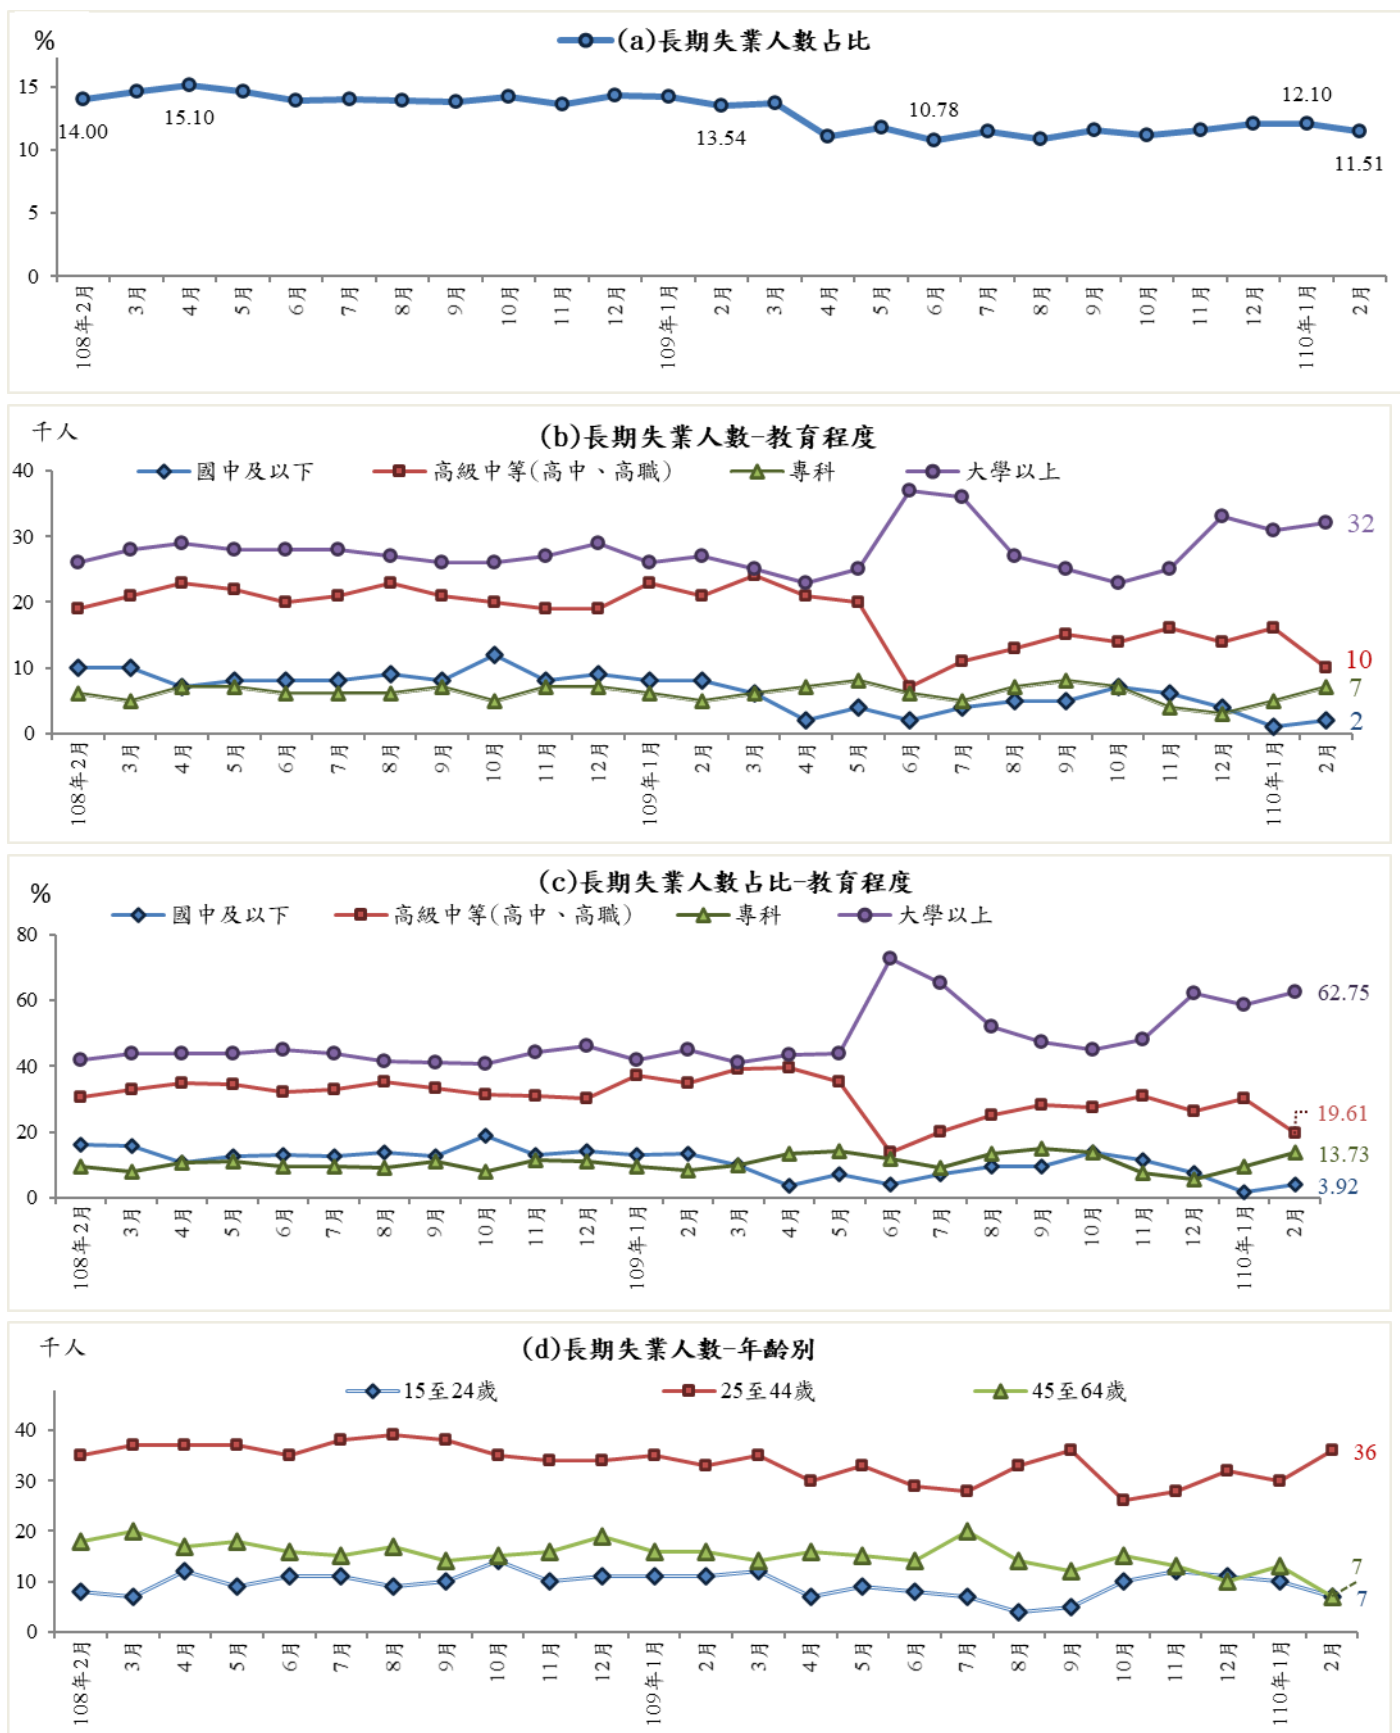 %
(a)長期失業人數占比
15
10
5
0
14.00
15.10
13.54
10.78
12.10
11.51
108年2月 3月 4月 5月 6月 7月 8月 9月 10月 11月 12月 109年1月 2月 3月 4月 5月 6月 7月 8月 9月 10月 11月 12月 110年1月 2月
千人
(b)長期失業人數-教育程度
國中及以下 高級中等(高中、高職) 專科 大學以上
40
30
20
10
0
32
10
7
2
108年2月 3月 4月 5月 6月 7月 8月 9月 10月 11月 12月 109年1月 2月 3月 4月 5月 6月 7月 8月 9月 10月 11月 12月 110年1月 2月
%
(c)長期失業人數占比-教育程度
國中及以下 高級中等(高中、高職) 專科 大學以上
80
60
40
20
0
62.75
19.61
13.73
3.92
108年2月 3月 4月 5月 6月 7月 8月 9月 10月 11月 12月 109年1月 2月 3月 4月 5月 6月 7月 8月 9月 10月 11月 12月 110年1月 2月
千人
(d)長期失業人數-年齡別
15至24歲 25至44歲 45至64歲
40
30
20
10
0
36
7
7
108年2月 3月 4月 5月 6月 7月 8月 9月 10月 11月 12月 109年1月 2月 3月 4月 5月 6月 7月 8月 9月 10月 11月 12月 110年1月 2月